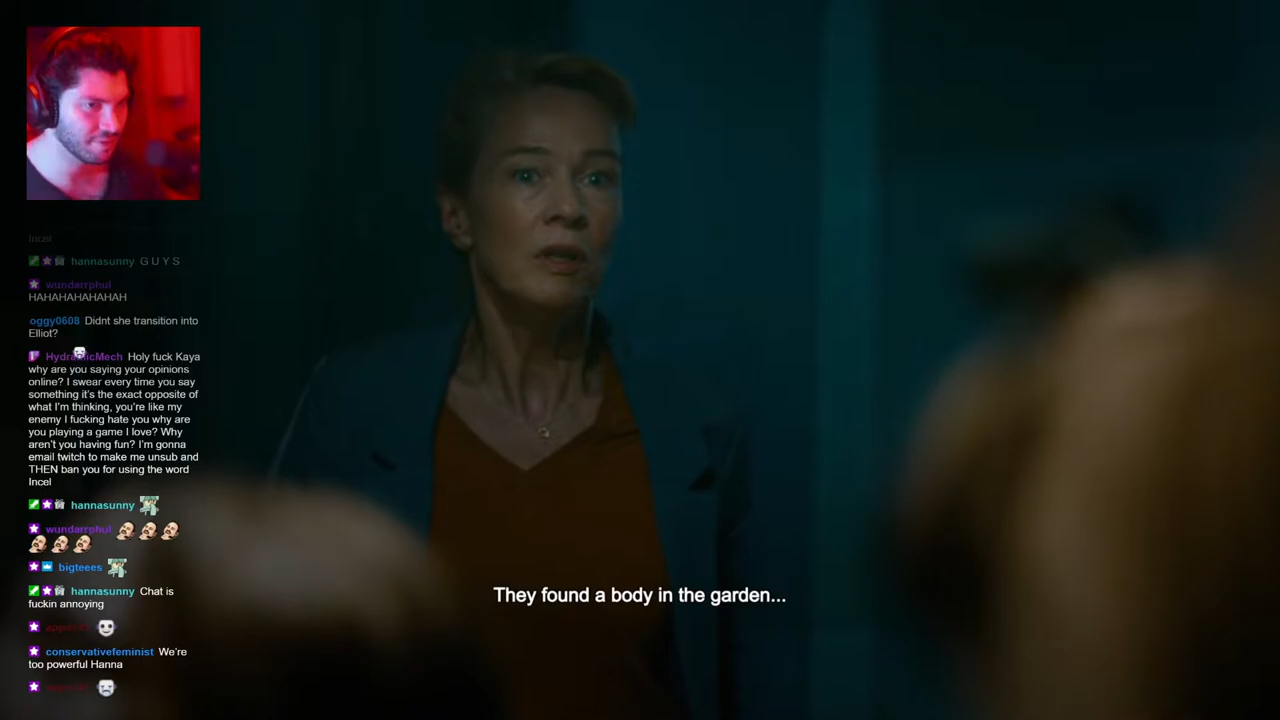 Incel
hannasunny G U Y S
wundarrphul
HAHAHAHAHAHAH
oggy0608 Didnt she transition into
Elliot?
Holy fuck Kaya
why are you saying your opinions
online? I swear every time you say
something it's the exact opposite of
what I'm thinking, you're like my
enemy I fucking hate you why are
you playing a game I love? Why
aren't you having fun? I'm gonna
email twitch to make me unsub and
THEN ban you for using the word
Incel
hannasunny
wundarrphul
bigteees
hannasunny Chat is
fuckin annoying
conservativefeminist We're
too powerful Hanna
They found a body in the garden...